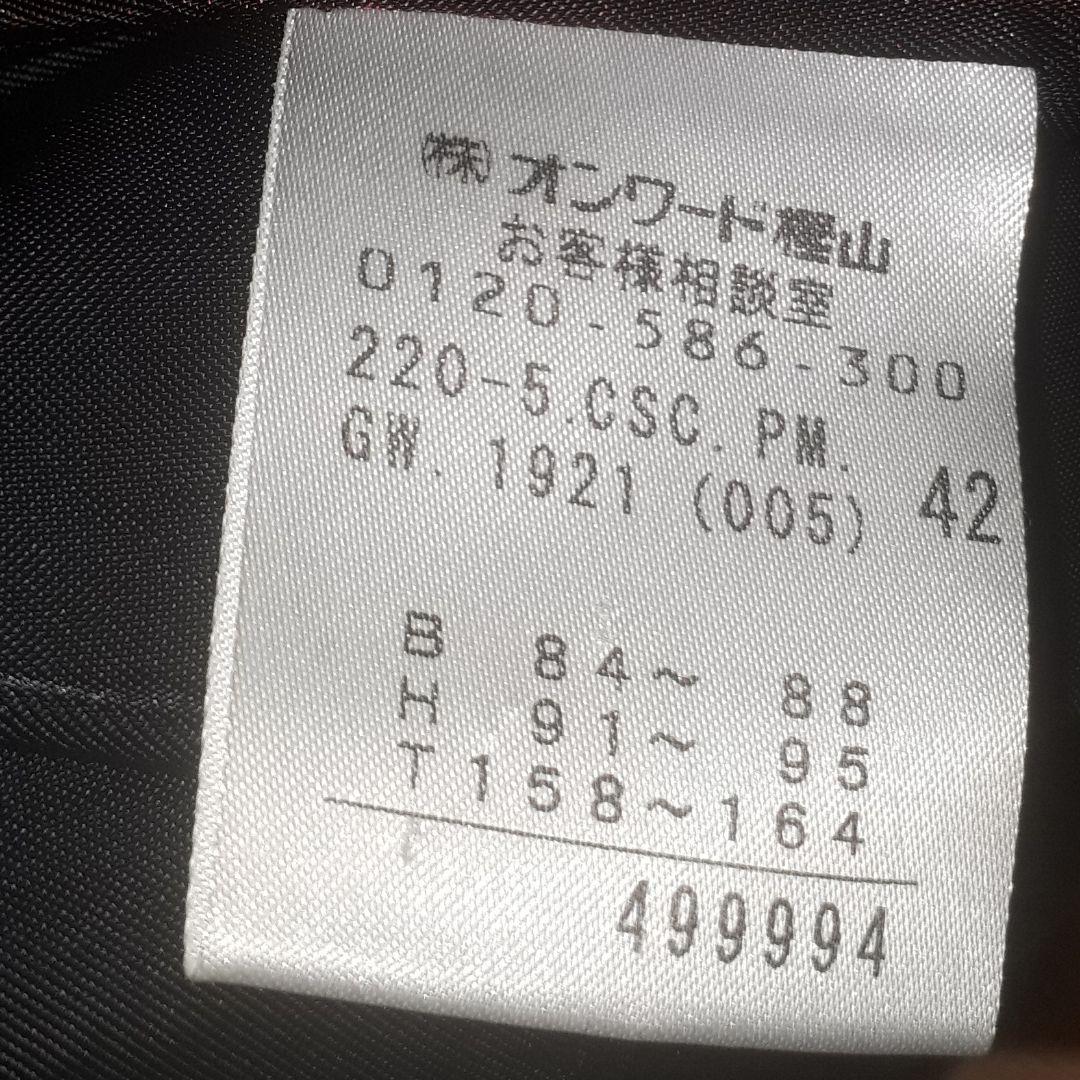 ㈱オンワード樫山
お客様相談室
0120-586-300
220-5.CSC.PM.
GW. 1921 (005) 42
B 84~ 88
H 91~ 95
T 158~164
499994